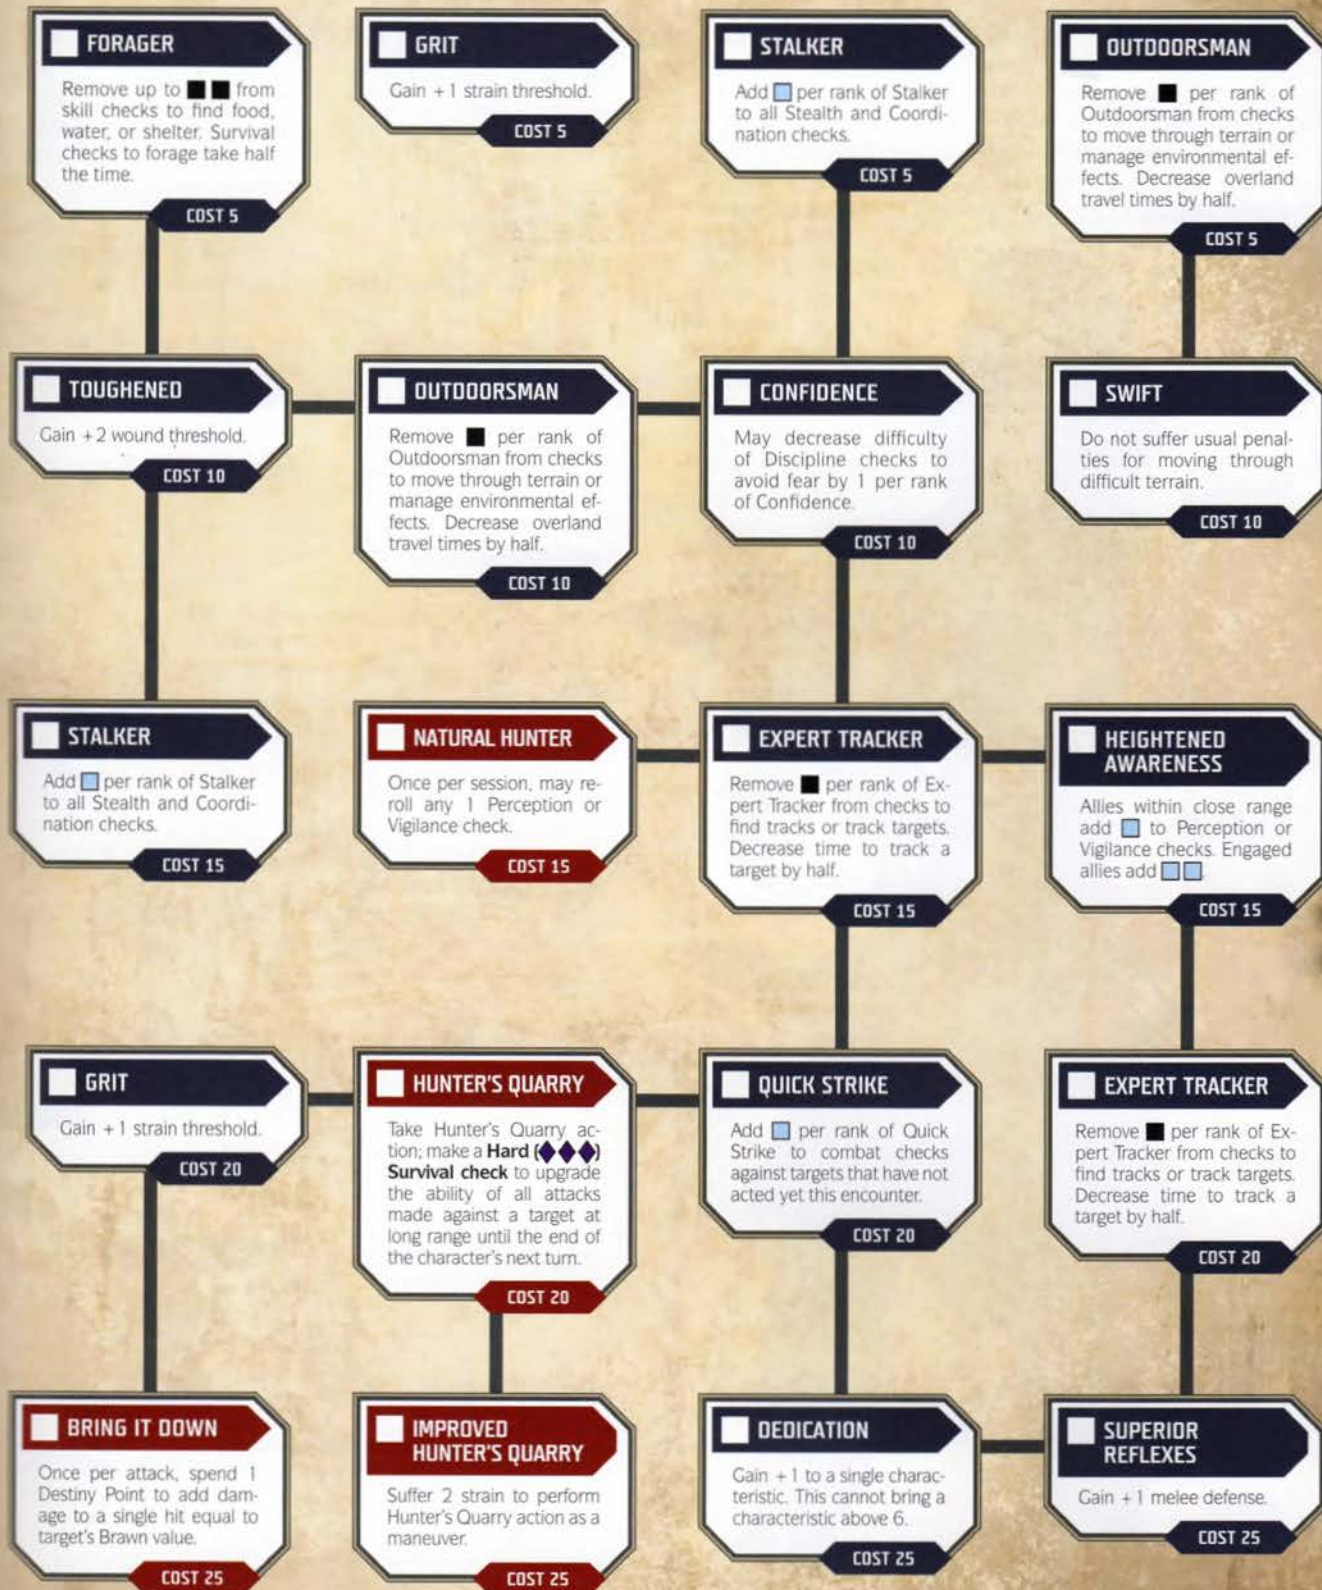 FORAGER
Remove up to from
skill checks to find food,
water, or shelter. Survival
checks to forage take half
the time.
COST 5
GRIT
Gain +1 strain threshold.
COST 5
STALKER
Add per rank of Stalker
to all Stealth and Coordi-
nation checks.
COST 5
OUTDOORSMAN
Remove per rank of
Outdoorsman from checks
to move through terrain or
manage environmental ef-
fects. Decrease overland
travel times by half.
COST 5
TOUGHENED
Gain +2 wound threshold.
COST 10
OUTDOORSMAN
Remove per rank of
Outdoorsman from checks
to move through terrain or
manage environmental ef-
fects. Decrease overland
travel times by half.
COST 10
CONFIDENCE
May decrease difficulty
of Discipline checks to
avoid fear by 1 per rank
of Confidence.
COST 10
SWIFT
Do not suffer usual penal-
ties for moving through
difficult terrain.
COST 10
STALKER
Add per rank of Stalker
to all Stealth and Coordi-
nation checks.
COST 15
NATURAL HUNTER
Once per session, may re-
roll any 1 Perception or
Vigilance check.
COST 15
EXPERT TRACKER
Remove per rank of Ex-
pert Tracker from checks to
find tracks or track targets.
Decrease time to track a
target by half.
COST 15
HEIGHTENED
AWARENESS
Allies within close range
add to Perception or
Vigilance checks. Engaged
allies add
COST 15
GRIT
Gain +1 strain threshold.
COST 20
HUNTER'S QUARRY
Take Hunter's Quarry ac-
tion; make a Hard (◆◆◆)
Survival check to upgrade
the ability of all attacks
made against a target at
long range until the end of
the character's next turn.
COST 20
QUICK STRIKE
Add per rank of Quick
Strike to combat checks
against targets that have not
acted yet this encounter.
COST 20
EXPERT TRACKER
Remove per rank of Ex-
pert Tracker from checks to
find tracks or track targets.
Decrease time to track a
target by half.
COST 20
BRING IT DOWN
Once per attack, spend 1
Destiny Point to add dam-
age to a single hit equal to
target's Brawn value.
COST 25
IMPROVED
HUNTER'S QUARRY
Suffer 2 strain to perform
Hunter's Quarry action as a
maneuver.
COST 25
DEDICATION
Gain +1 to a single charac-
teristic. This cannot bring a
characteristic above 6.
COST 25
SUPERIOR
REFLEXES
Gain +1 melee defense.
COST 25